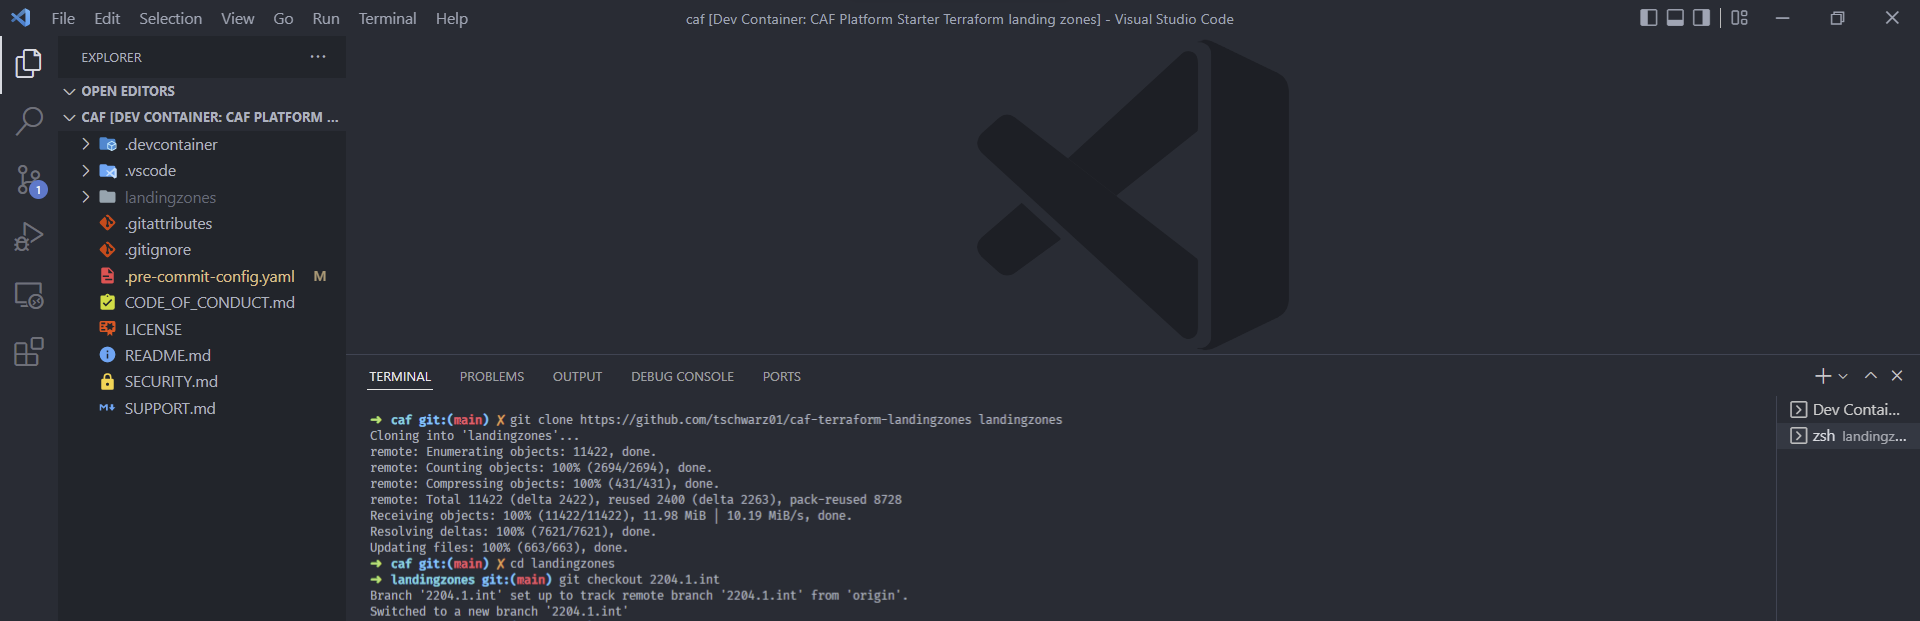 File Edit Selection View Go Run Terminal Help
caf [Dev Container: CAF Platform Starter Terraform landing zones] - Visual Studio Code
EXPLORER
OPEN EDITORS
CAF [DEV CONTAINER: CAF PLATFORM ...
.devcontainer
.vscode
landingzones
1
.gitattributes
.gitignore
.pre-commit-config.yaml M
CODE_OF_CONDUCT.md
LICENSE
README.md
SECURITY.md
SUPPORT.md
TERMINAL PROBLEMS OUTPUT DEBUG CONSOLE PORTS
➜ caf git:(main) ✗ git clone https://github.com/tschwarz01/caf-terraform-landingzones landingzones
Cloning into 'landingzones'...
remote: Enumerating objects: 11422, done.
remote: Counting objects: 100% (2694/2694), done.
remote: Compressing objects: 100% (431/431), done.
remote: Total 11422 (delta 2422), reused 2400 (delta 2263), pack-reused 8728
Receiving objects: 100% (11422/11422), 11.98 MiB | 10.19 MiB/s, done.
Resolving deltas: 100% (7621/7621), done.
Updating files: 100% (663/663), done.
➜ caf git:(main) ✗ cd landingzones
➜ landingzones git:(main) git checkout 2204.1.int
Branch '2204.1.int' set up to track remote branch '2204.1.int' from 'origin'.
Switched to a new branch '2204.1.int'
Dev Contai...
zsh landingz...